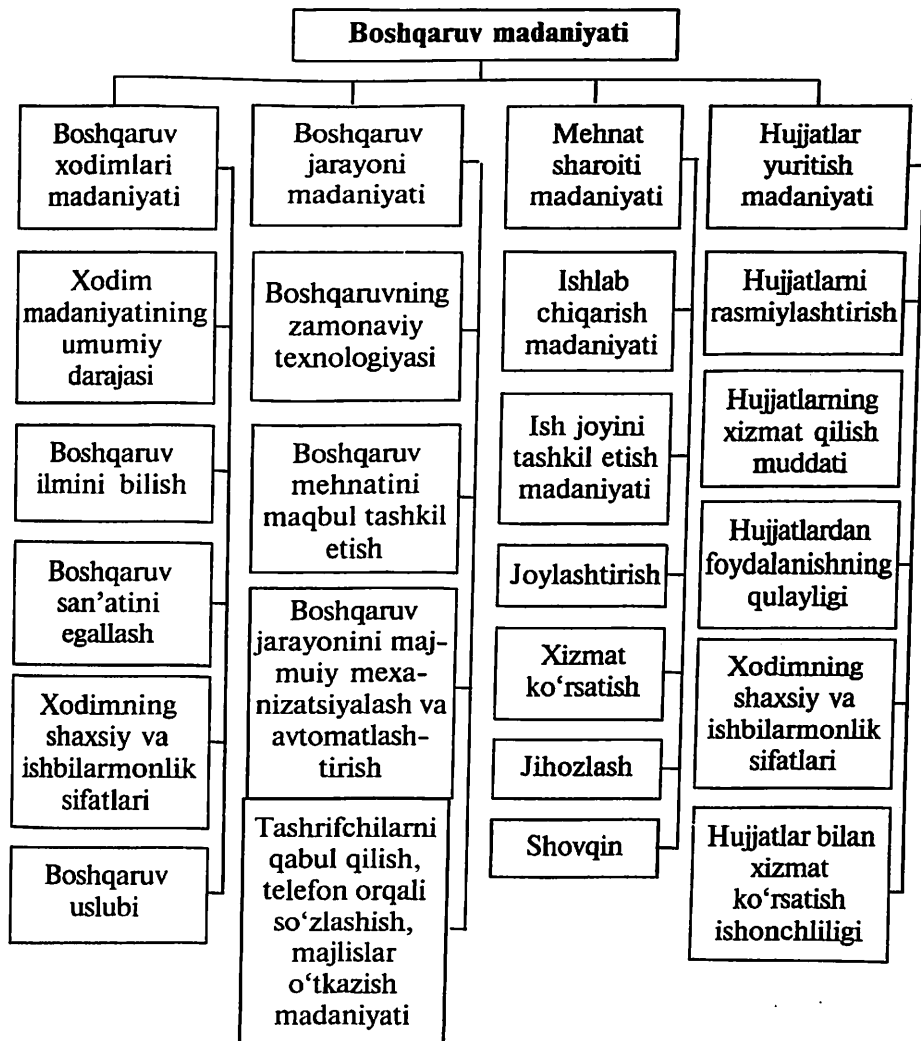 Boshqaruv madaniyati
Boshqaruv
xodimlari
madaniyati
Xodim
madaniyatining
umumiy
darajasi
Boshqaruv
ilmini bilish
Boshqaruv
san’atini
egallash
Xodimning
shaxsiy va
ishbilarmonlik
sifatlari
Boshqaruv
uslubi
Boshqaruv
jarayoni
madaniyati
Boshqaruvning
zamonaviy
texnologiyasi
Boshqaruv
mehnatini
maqbul tashkil
etish
Boshqaruv
jarayonini maj-
muiy mexa-
nizatsiyalash va
avtomatlash-
tirish
Tashrifchilarni
qabul qilish,
telefon orqali
so‘zlashish,
majlislar
o‘tkazish
madaniyati
Mehnat
sharoiti
madaniyati
Ishlab
chiqarish
madaniyati
Ish joyini
tashkil etish
madaniyati
Joylashtirish
Xizmat
ko‘rsatish
Jihozlash
Shovqin
Hujjatlar
yuritish
madaniyati
Hujjatlarni
rasmiylashtirish
Hujjatlarning
xizmat qilish
muddati
Hujjatlardan
foydalanishning
qulayligi
Xodimning
shaxsiy va
ishbilarmonlik
sifatlari
Hujjatlar bilan
xizmat
ko‘rsatish
ishonchliligi